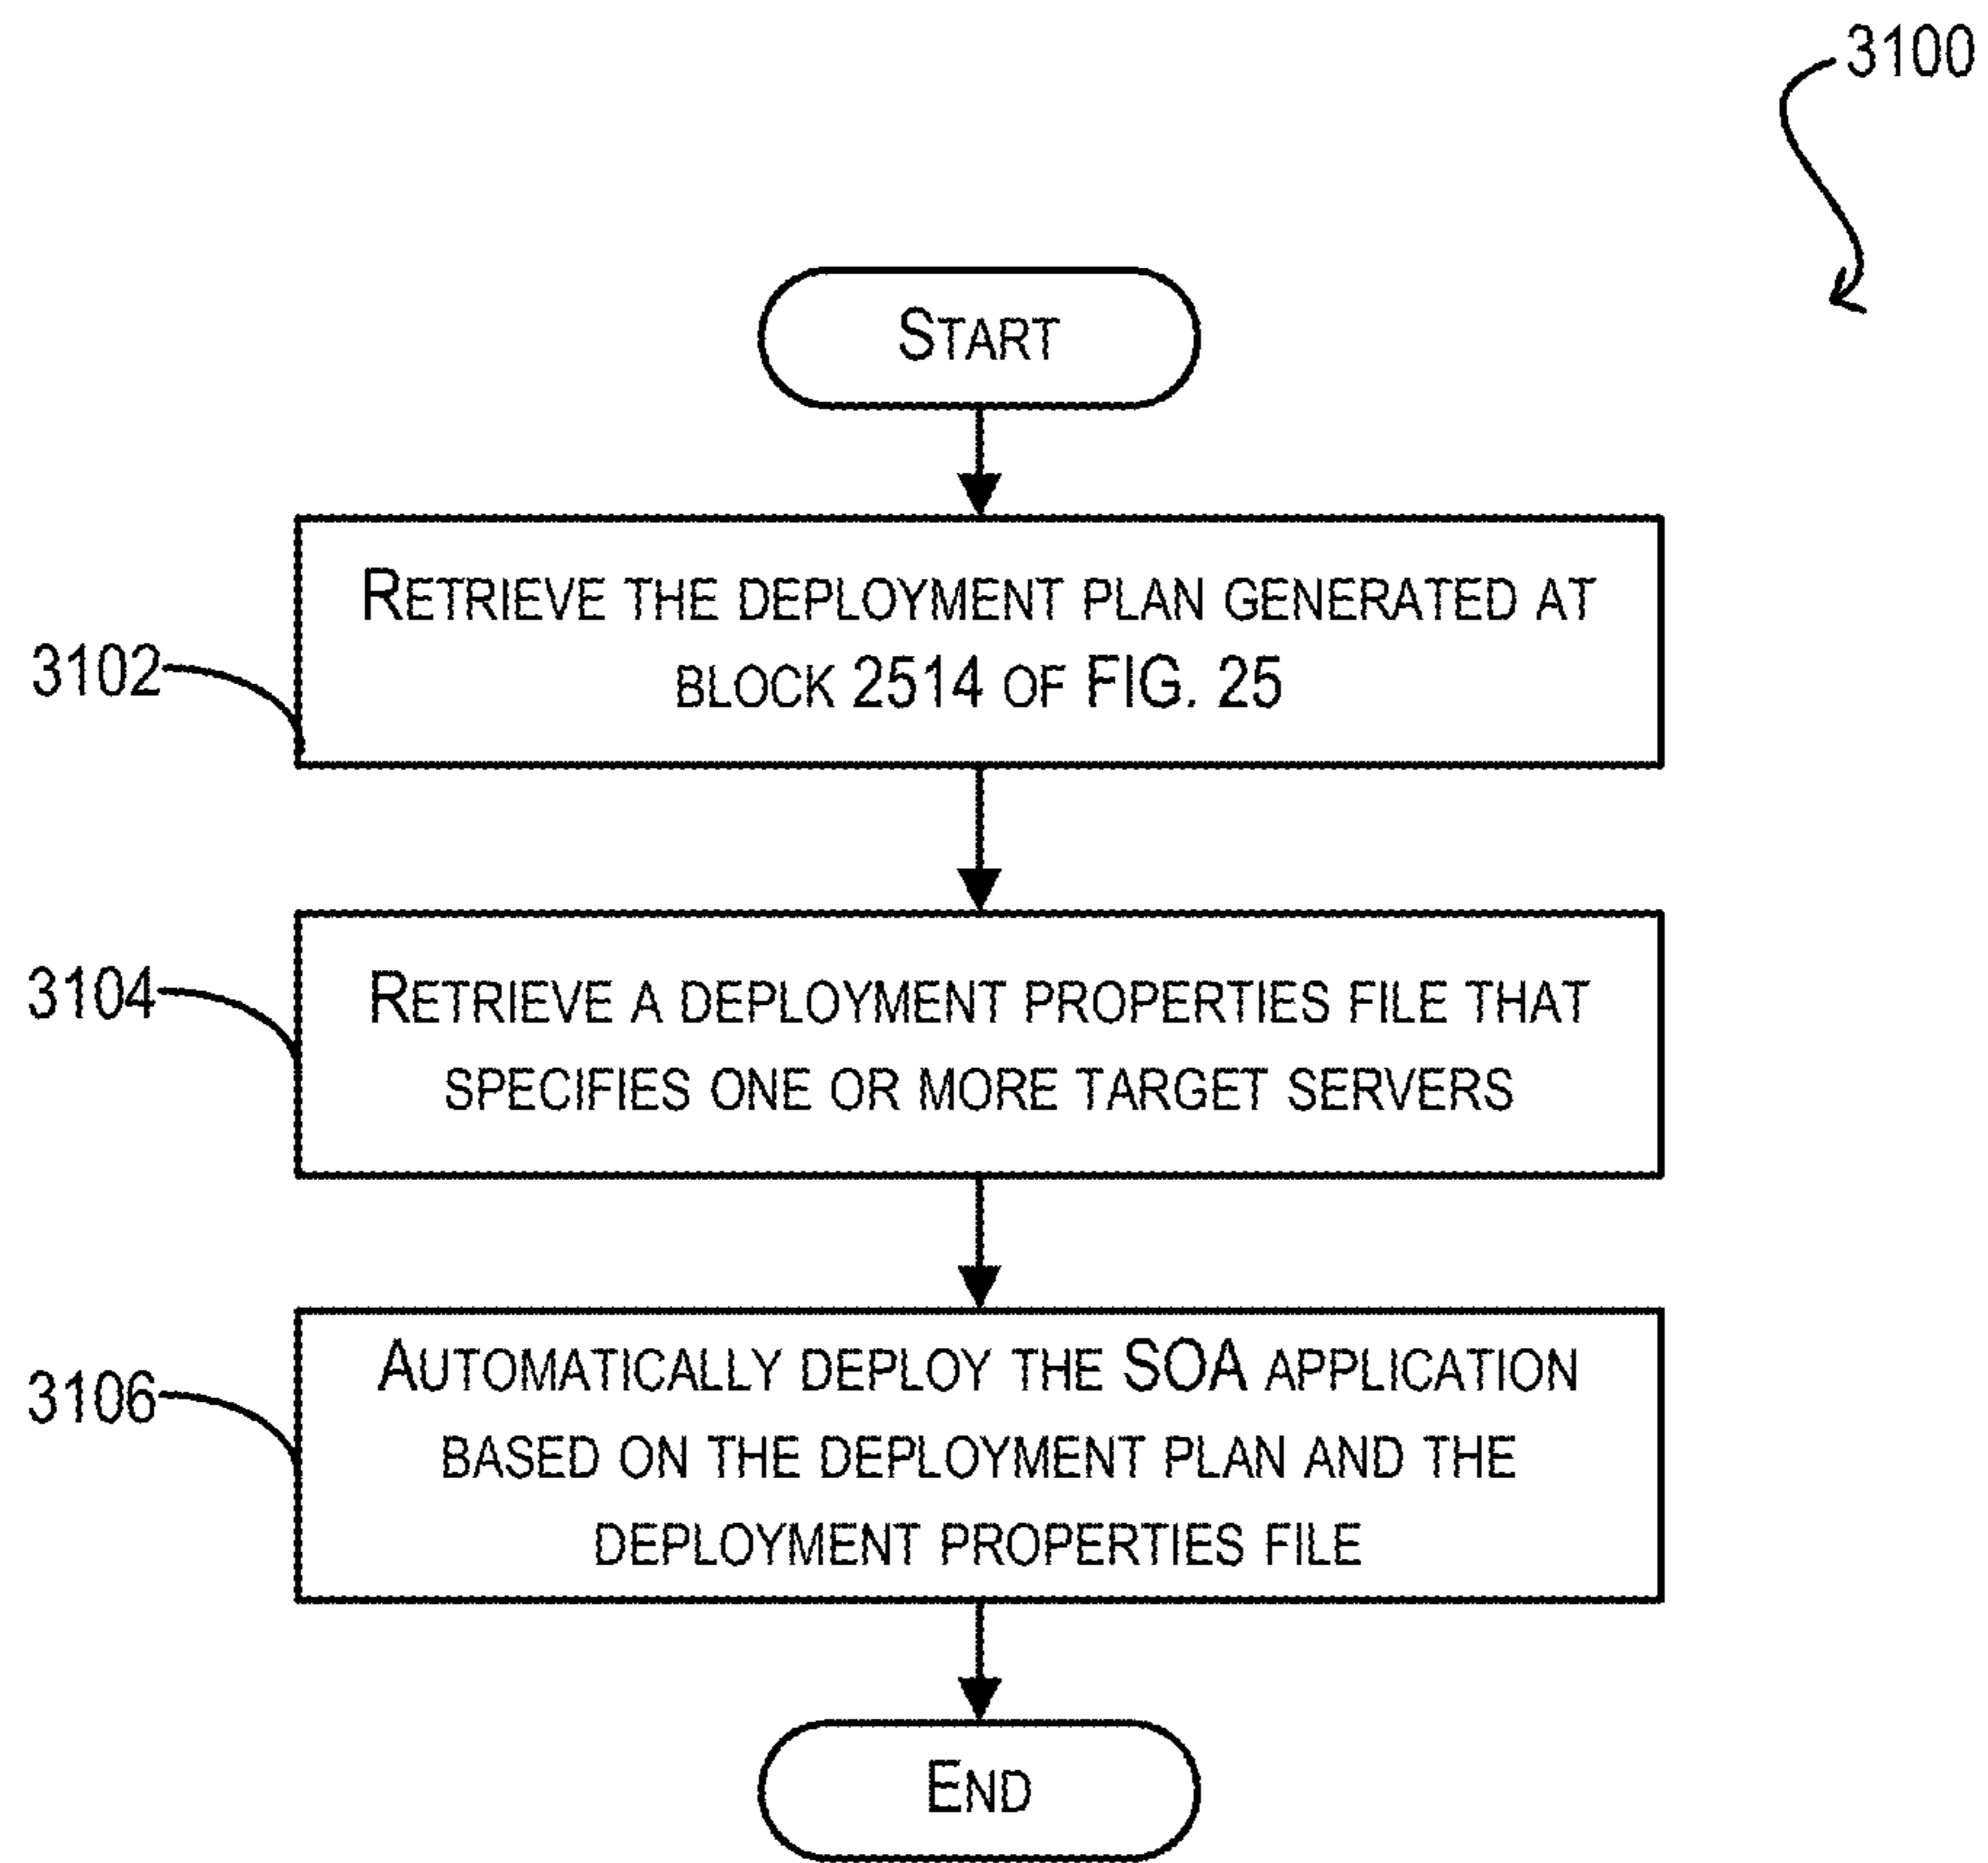 3100
START
RETRIEVE THE DEPLOYMENT PLAN GENERATED AT
BLOCK 2514 OF FIG. 25
3102
RETRIEVE A DEPLOYMENT PROPERTIES FILE THAT
SPECIFIES ONE OR MORE TARGET SERVERS
3104
AUTOMATICALLY DEPLOY THE SOA APPLICATION
BASED ON THE DEPLOYMENT PLAN AND THE
DEPLOYMENT PROPERTIES FILE
3106
END